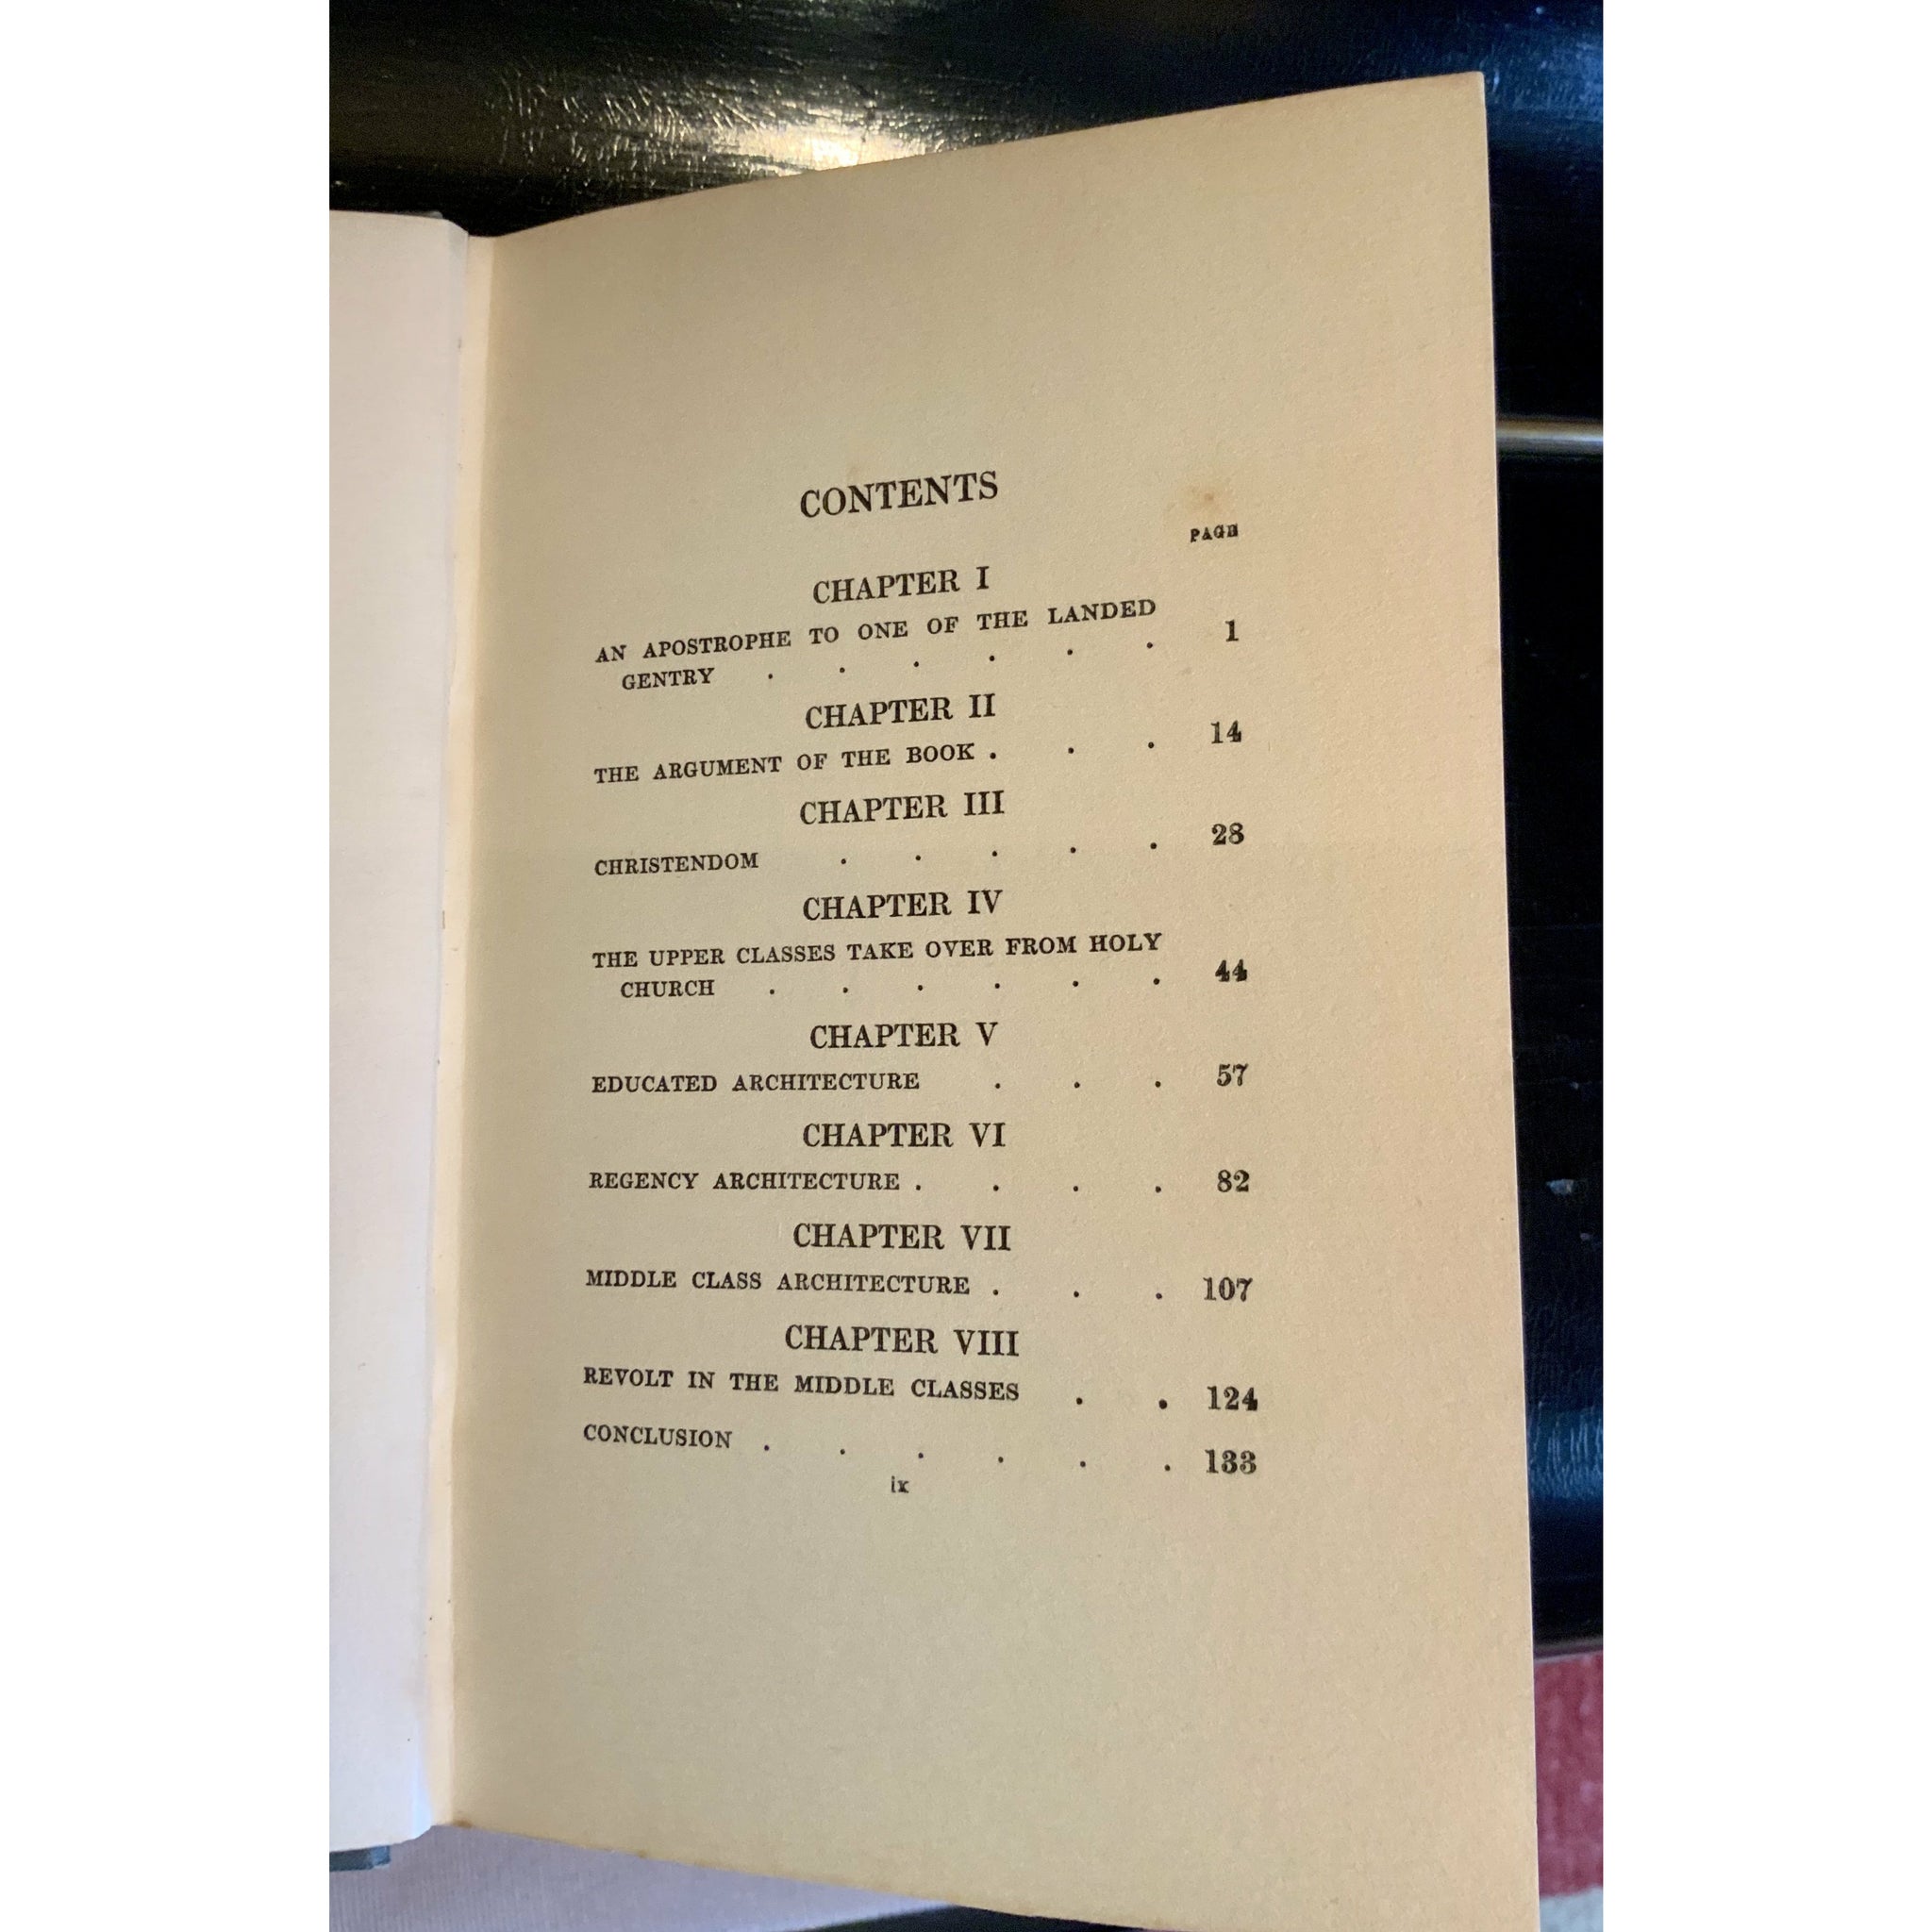 CONTENTS
PAGE
CHAPTER I
AN APOSTROPHE TO ONE OF THE LANDED
GENTRY . . . . . . 1
CHAPTER II
THE ARGUMENT OF THE BOOK . . . 14
CHAPTER III
CHRISTENDOM . . . . . 28
CHAPTER IV
THE UPPER CLASSES TAKE OVER FROM HOLY
CHURCH . . . . . . 44
CHAPTER V
EDUCATED ARCHITECTURE . . . 57
CHAPTER VI
REGENCY ARCHITECTURE . . . . 82
CHAPTER VII
MIDDLE CLASS ARCHITECTURE . . . 107
CHAPTER VIII
REVOLT IN THE MIDDLE CLASSES . . 124
CONCLUSION . . . . . . 133
ix